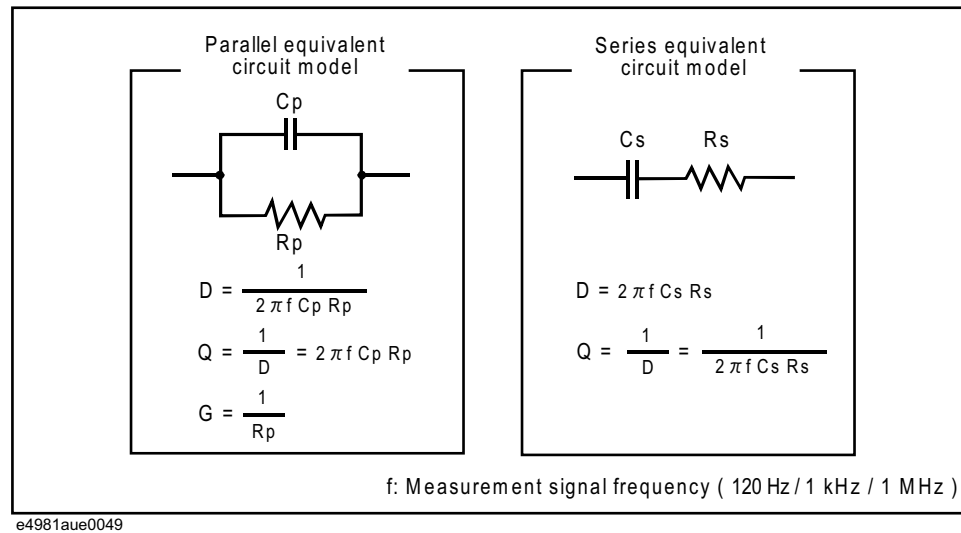 Parallel equivalent
circuit model
Cp
Rp
D = 1 / 2 π f Cp Rp
Q = 1 / D = 2 π f Cp Rp
G = 1 / Rp
Series equivalent
circuit model
Cs Rs
D = 2 π f Cs Rs
Q = 1 / D = 1 / 2 π f Cs Rs
f: Measurement signal frequency ( 120 Hz / 1 kHz / 1 MHz )
e4981aue0049